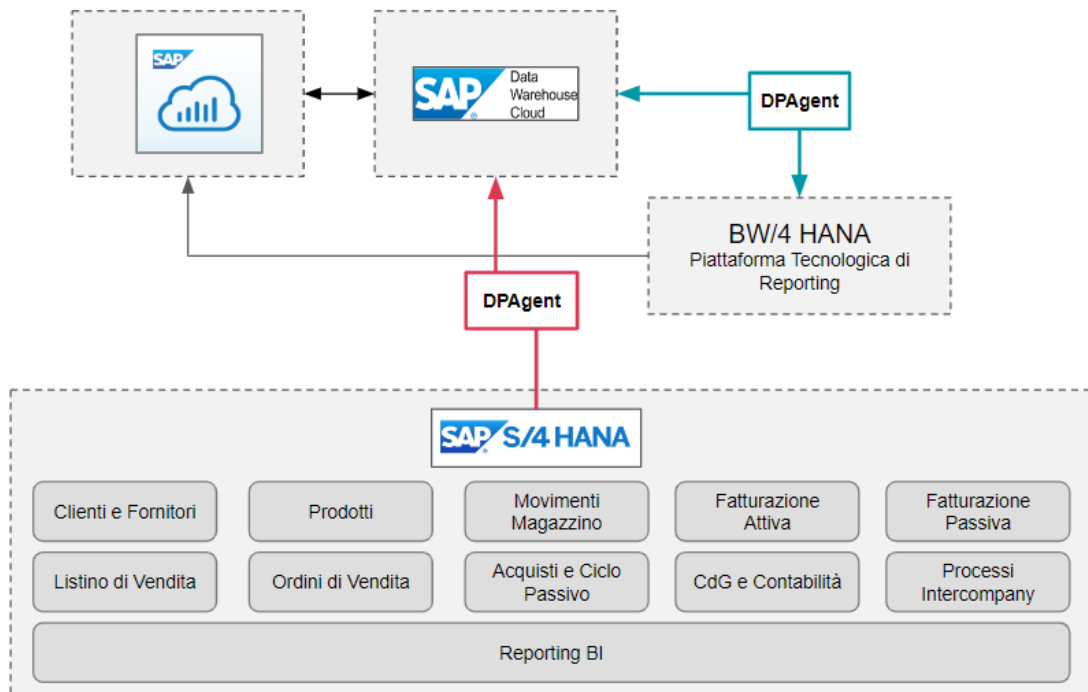 SAP
SAP
®
Data
Warehouse
Cloud
DPAgent
BW/4 HANA
Piattaforma Tecnologica di
Reporting
DPAgent
SAP S/4HANA
®
Clienti e Fornitori
Prodotti
Movimenti
Magazzino
Fatturazione
Attiva
Fatturazione
Passiva
Listino di Vendita
Ordini di Vendita
Acquisti e Ciclo
Passivo
CdG e Contabilità
Processi
Intercompany
Reporting BI